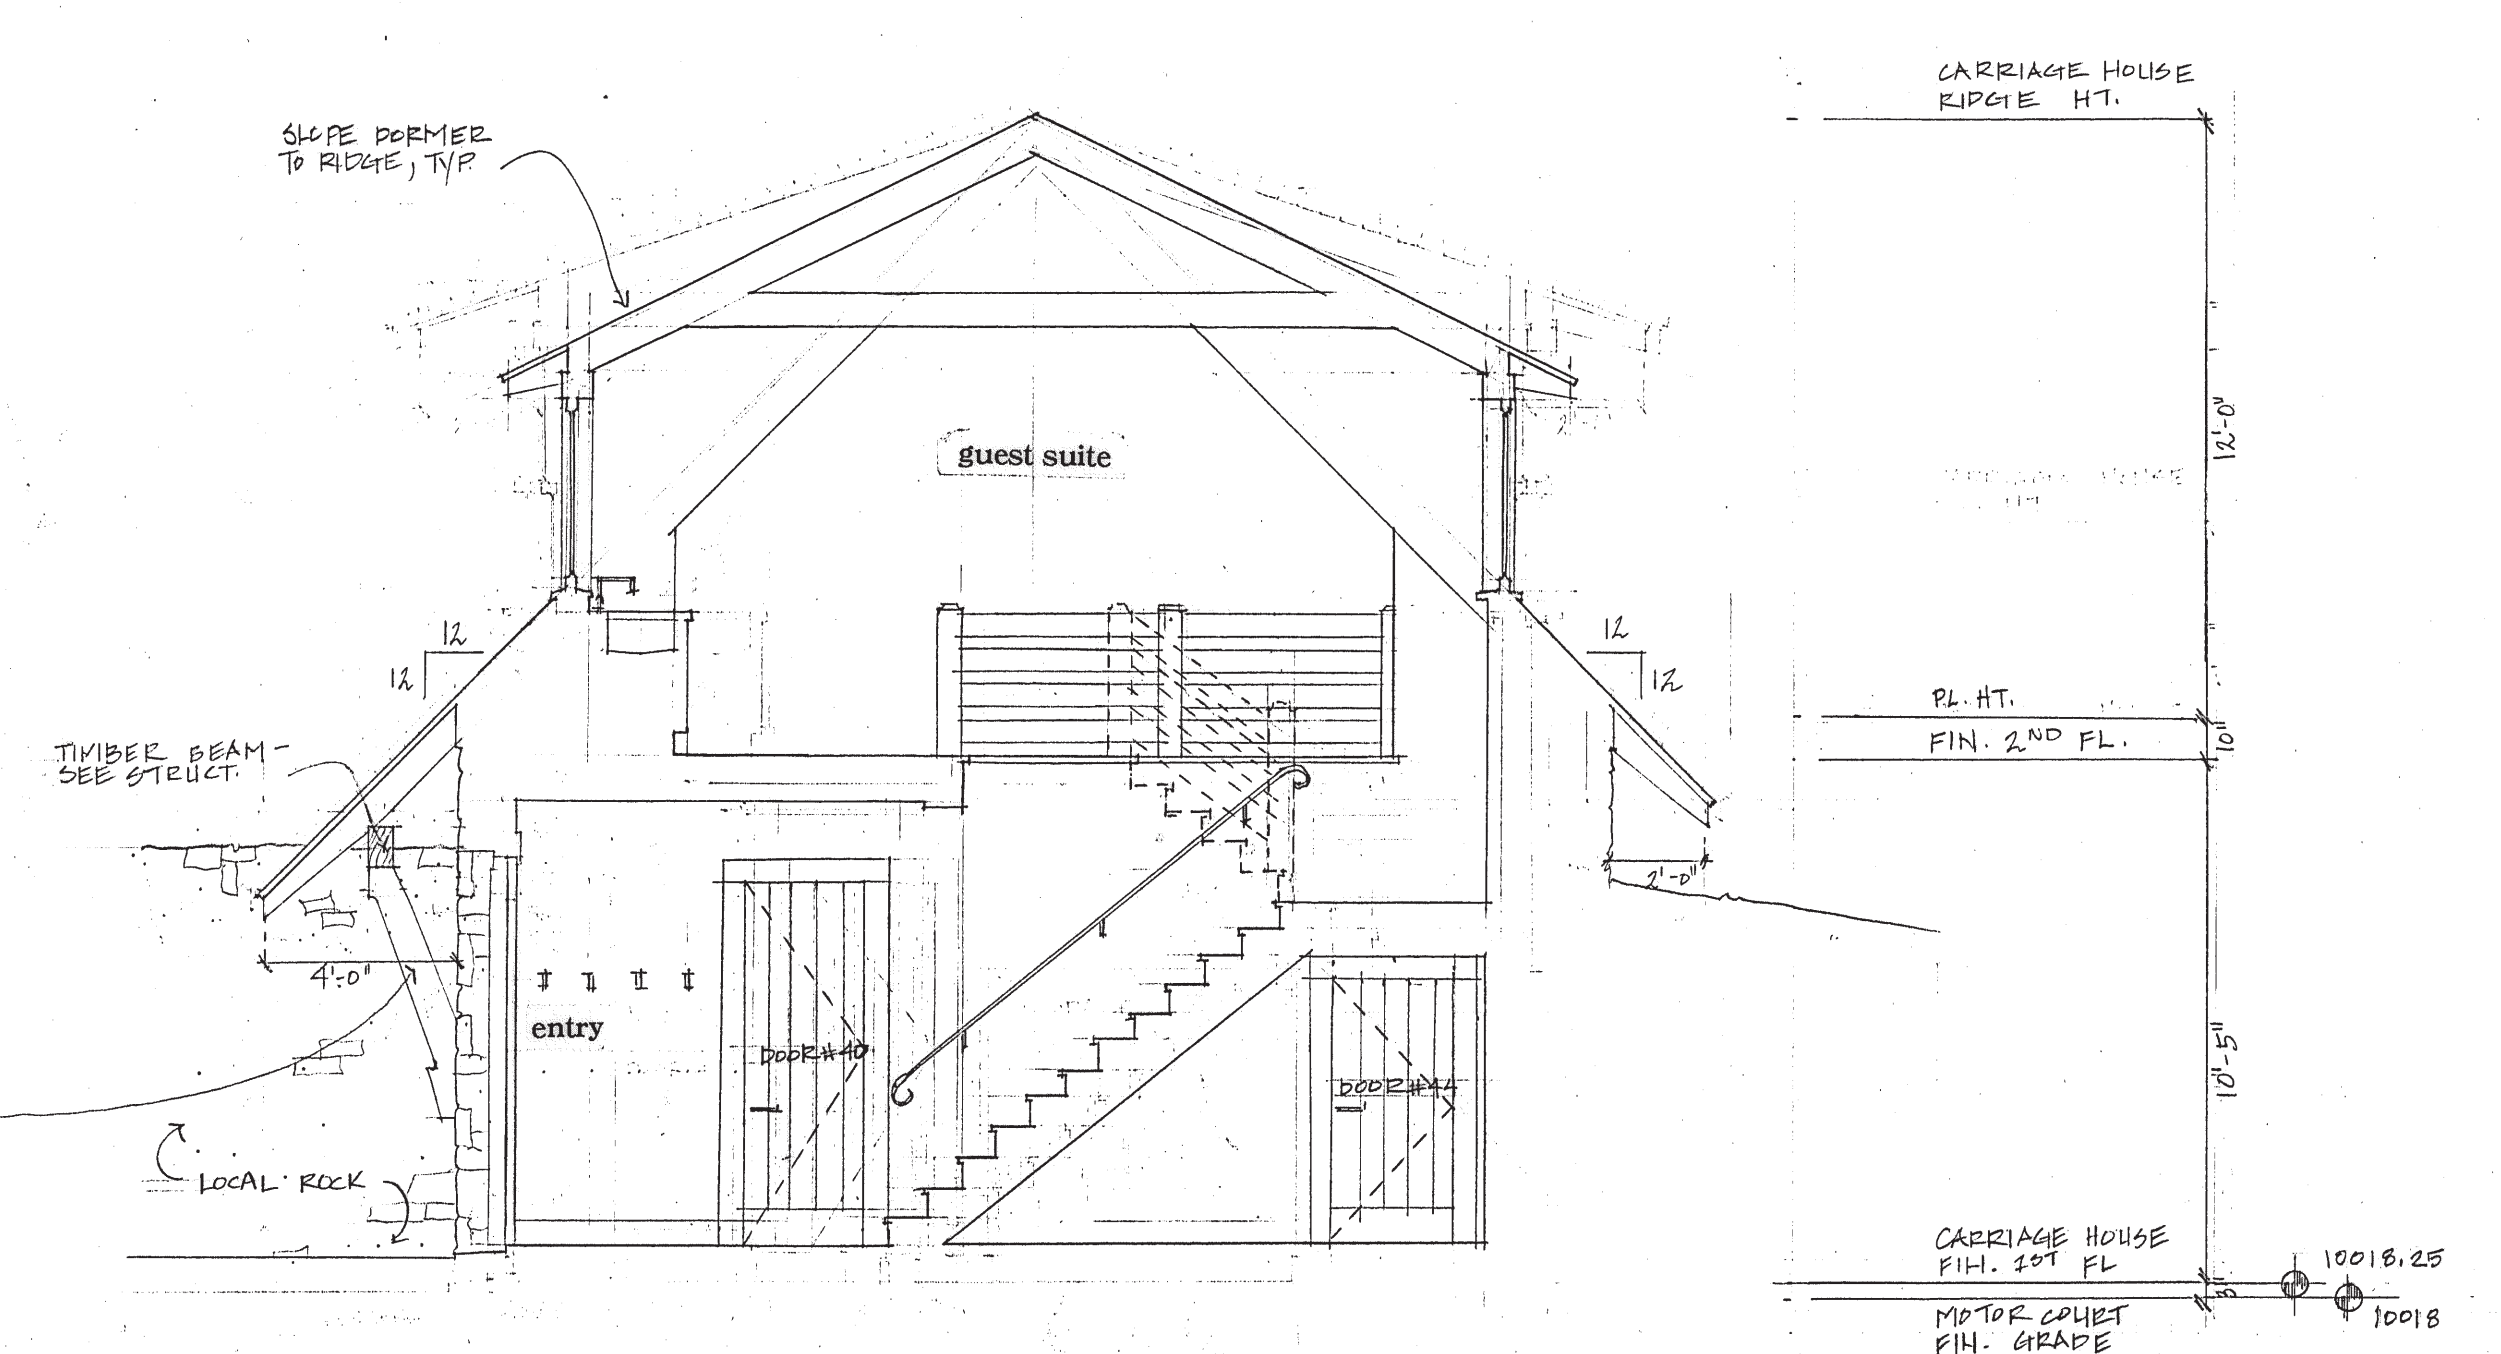 CARRIAGE HOUSE
RIDGE HT.
SLOPE DORMER
TO RIDGE, TYP.
12'-0"
guest suite
12
12
12
12
P.L. HT.
FIN. 2ND FL.
10"
TIMBER BEAM -
SEE STRUCT.
2'-0"
4'-0"
entry
DOOR#40
DOOR#44
10'-5"
LOCAL ROCK
CARRIAGE HOUSE
FIN. 1ST FL
10018.25
3"
MOTOR COURT
FIN. GRADE
10018